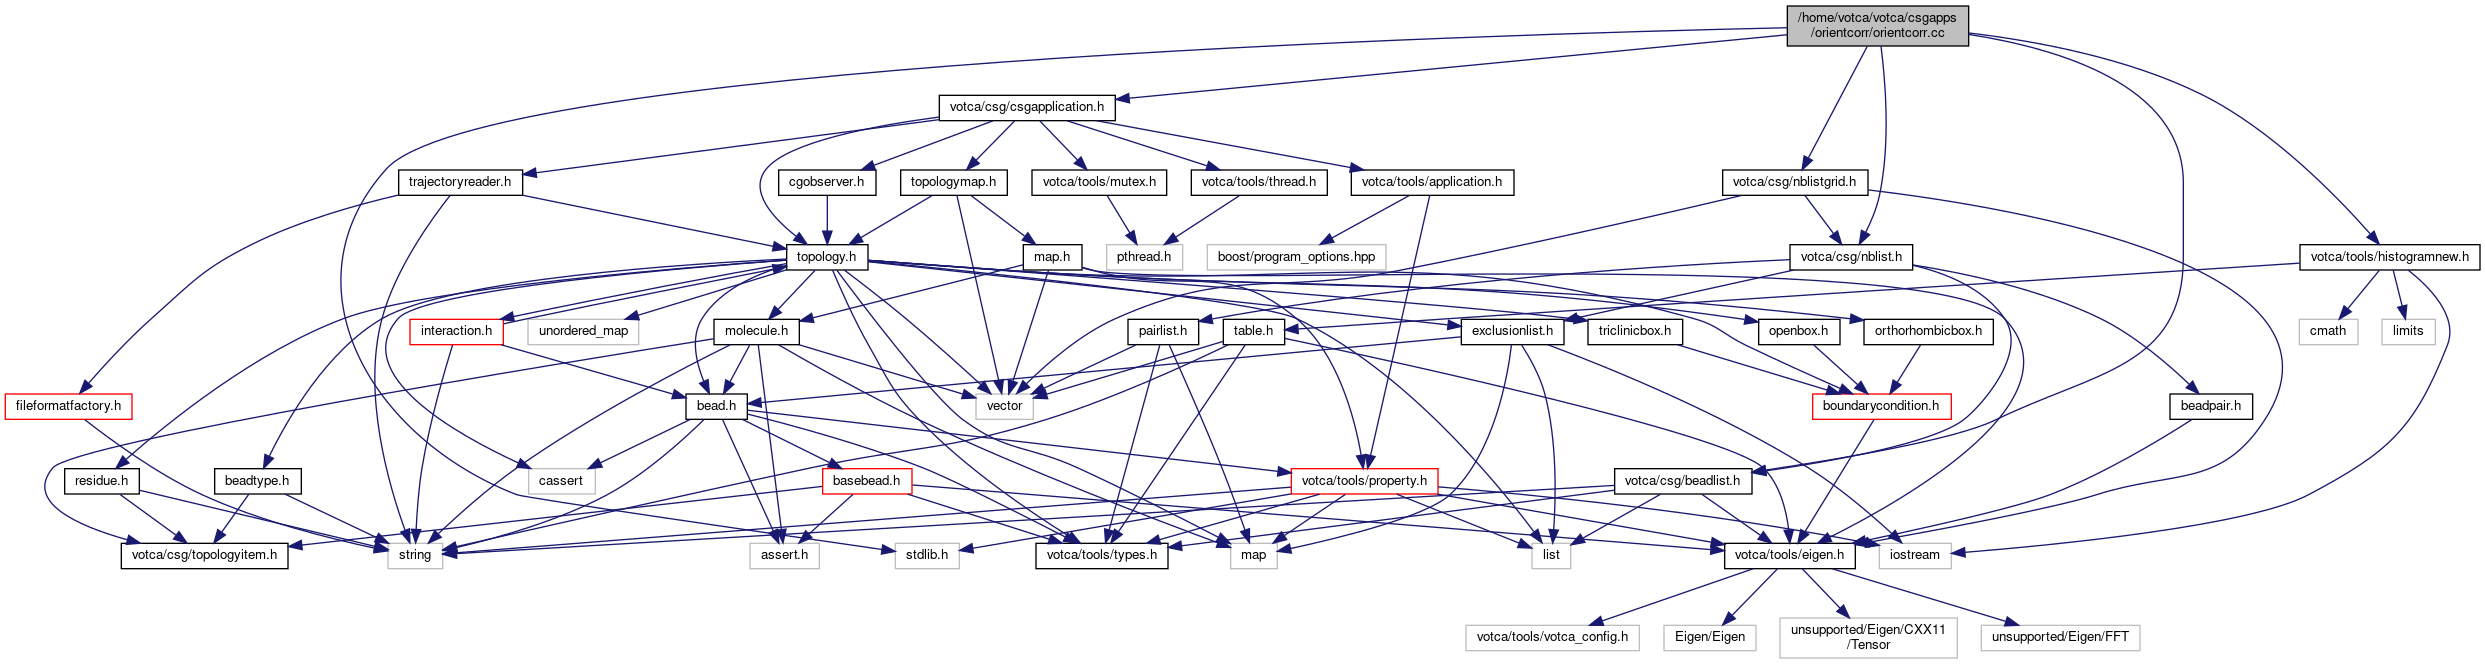 /home/votca/votca/csgapps
/orientcorr/orientcorr.cc
votca/csg/csgapplication.h
trajectoryreader.h
cgobserver.h
topologymap.h
votca/tools/mutex.h
votca/tools/thread.h
votca/tools/application.h
votca/csg/nblistgrid.h
topology.h
map.h
pthread.h
boost/program_options.hpp
votca/csg/nblist.h
votca/tools/histogramnew.h
interaction.h
unordered_map
molecule.h
pairlist.h
table.h
exclusionlist.h
triclinicbox.h
openbox.h
orthorhombicbox.h
cmath
limits
fileformatfactory.h
bead.h
vector
boundarycondition.h
beadpair.h
residue.h
beadtype.h
cassert
basebead.h
votca/tools/property.h
votca/csg/beadlist.h
votca/csg/topologyitem.h
string
assert.h
stdlib.h
votca/tools/types.h
map
list
votca/tools/eigen.h
iostream
votca/tools/votca_config.h
Eigen/Eigen
unsupported/Eigen/CXX11
/Tensor
unsupported/Eigen/FFT